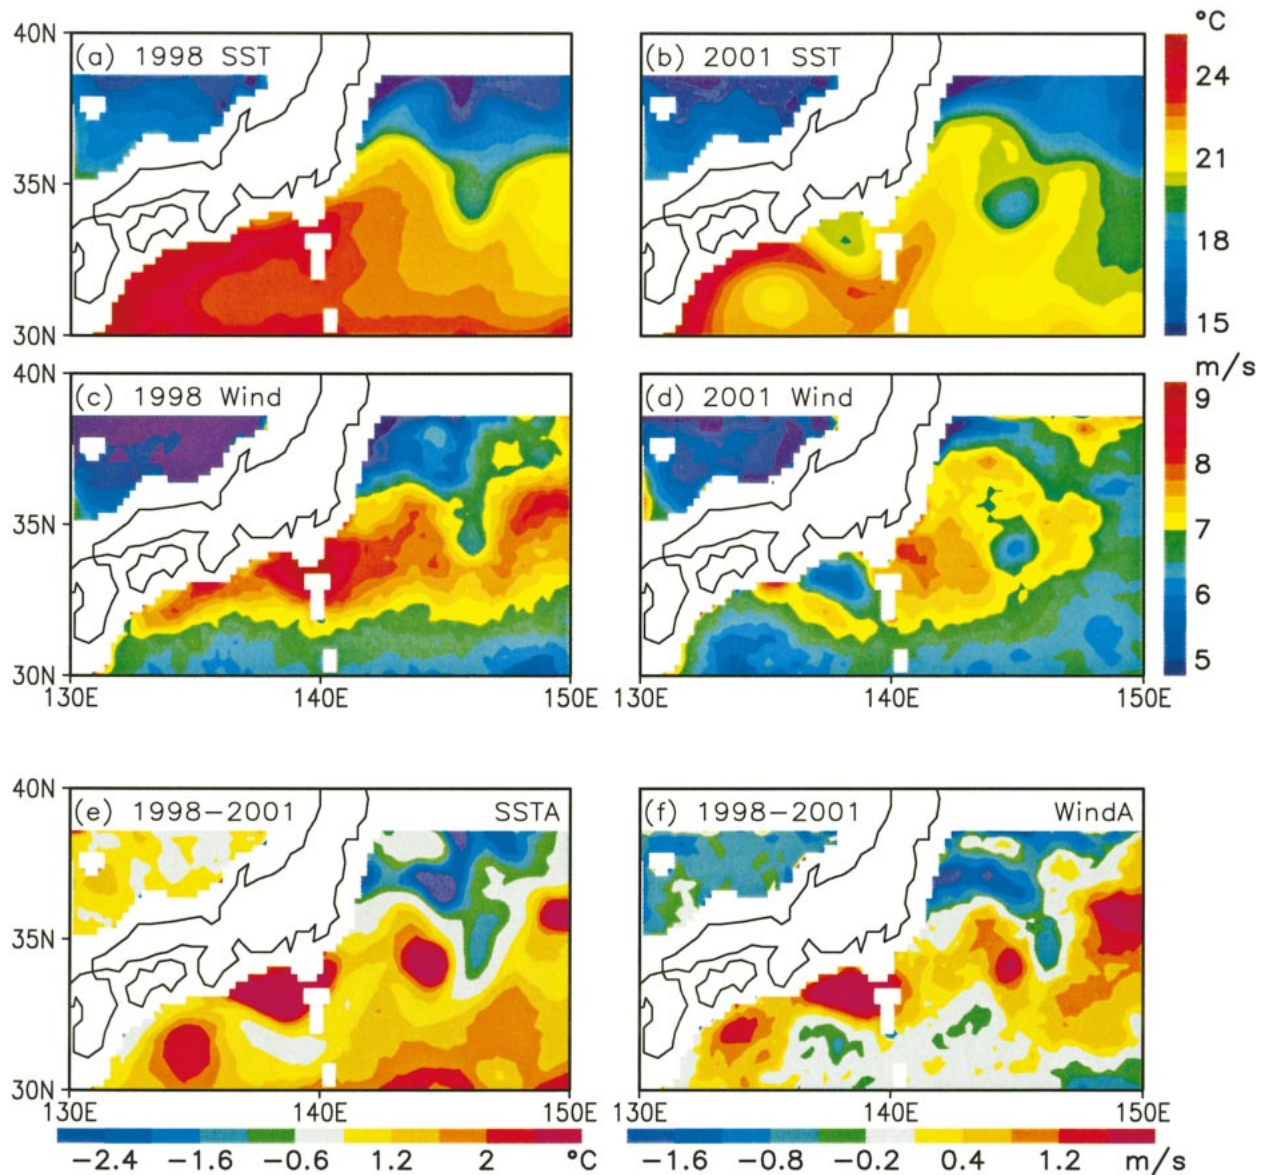 °C
40N (a) 1998 SST (b) 2001 SST
24
21
35N
18
15
30N
m/s
40N (c) 1998 Wind (d) 2001 Wind
9
8
35N
7
6
5
30N
130E 140E 150E 140E 150E
40N (e) 1998-2001 SSTA (f) 1998-2001 WindA
35N
30N
130E 140E 150E 130E 140E 150E
-2.4 -1.6 -0.6 1.2 2 °C -1.6 -0.8 -0.2 0.4 1.2 m/s